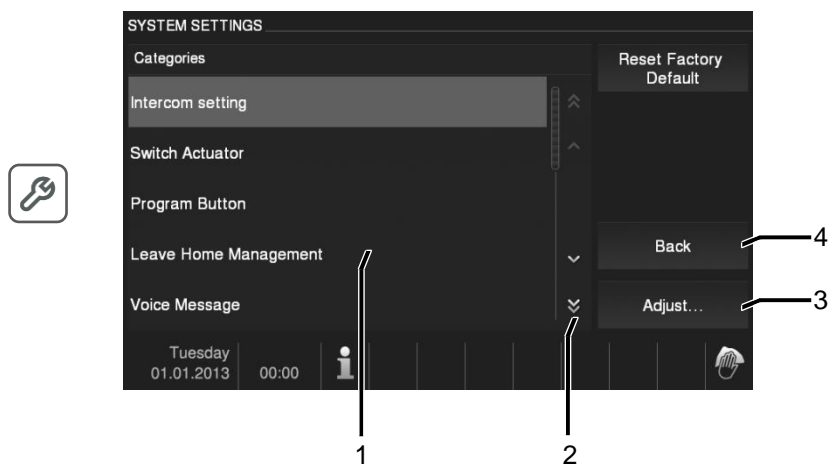 SYSTEM SETTINGS
Categories
Reset Factory
Default
Intercom setting
Switch Actuator
Program Button
Leave Home Management
Voice Message
Back
Adjust...
4
3
Tuesday
01.01.2013
00:00
i
1
2